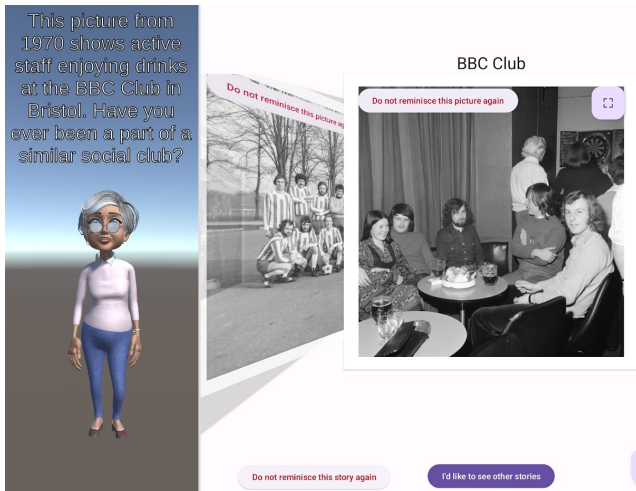 This picture from
1970 shows active
staff enjoying drinks
at the BBC Club in
Bristol. Have you
ever been a part of a
similar social club?
BBC Club
Do not reminisce this picture ag
Do not reminisce this picture again
Do not reminisce this story again
I'd like to see other stories